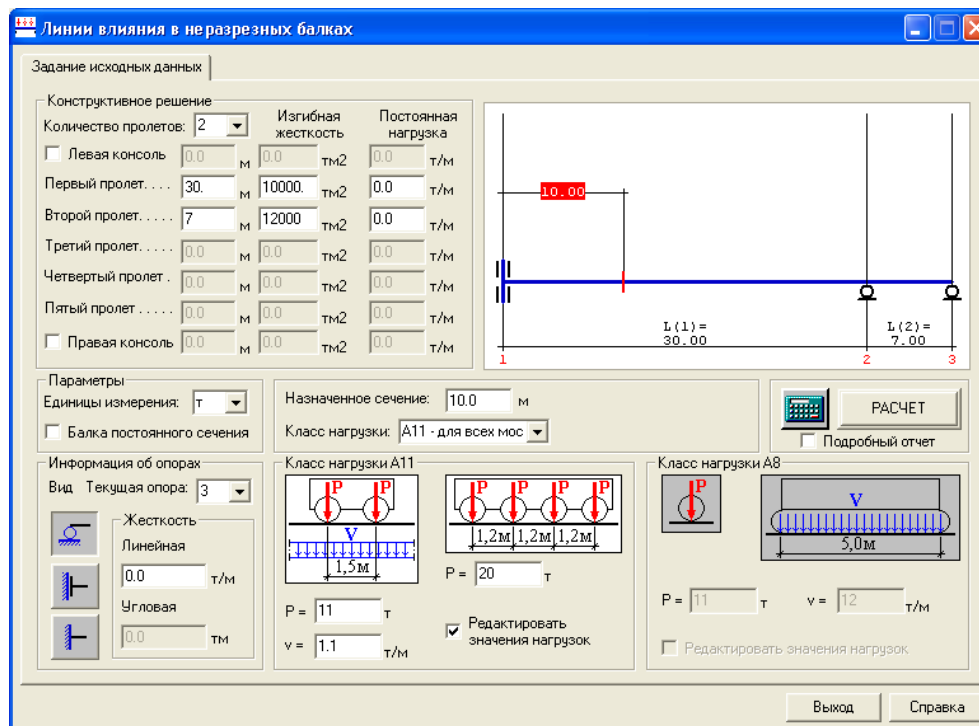 Линии влияния в неразрезных балках
Задание исходных данных
Конструктивное решение
Количество пролетов: 2
Изгибная жесткость
Постоянная нагрузка
Левая консоль 0.0 м 0.0 тм2 0.0 т/м
Первый пролет. . . . 30. м 10000. тм2 0.0 т/м
Второй пролет. . . . . 7 м 12000 тм2 0.0 т/м
Третий пролет. . . . . 0.0 м 0.0 тм2 0.0 т/м
Четвертый пролет . 0.0 м 0.0 тм2 0.0 т/м
Пятый пролет . . . . . 0.0 м 0.0 тм2 0.0 т/м
Правая консоль 0.0 м 0.0 тм2 0.0 т/м
10.00
L(1)=
30.00
L(2)=
7.00
1 2 3
Параметры
Единицы измерения: т
Балка постоянного сечения
Назначенное сечение: 10.0 м
Класс нагрузки: А11 - для всех мос
РАСЧЕТ
Подробный отчет
Информация об опорах
Вид Текущая опора: 3
Жесткость
Линейная
0.0 т/м
Угловая
0.0 тм
Класс нагрузки А11
P P
V
1,5м
P = 11 т
v = 1.1 т/м
P P P P
1,2м 1,2м 1,2м
P = 20 т
Редактировать
значения нагрузок
Класс нагрузки А8
P
V
5,0м
P = 11 т v = 12 т/м
Редактировать значения нагрузок
Выход Справка